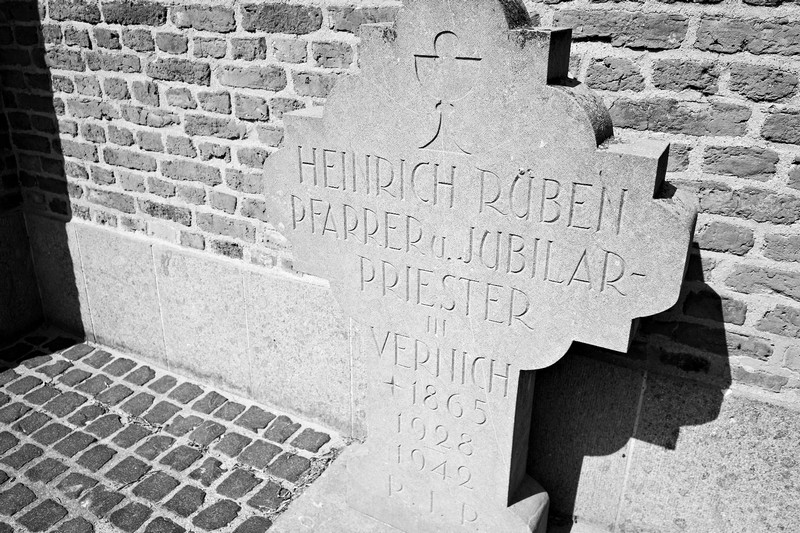 HEINRICH RÜBEN
PFARRER u. JUBILAR-
PRIESTER
IN
VERNICH
+1865
1928
1942
R.I.P.